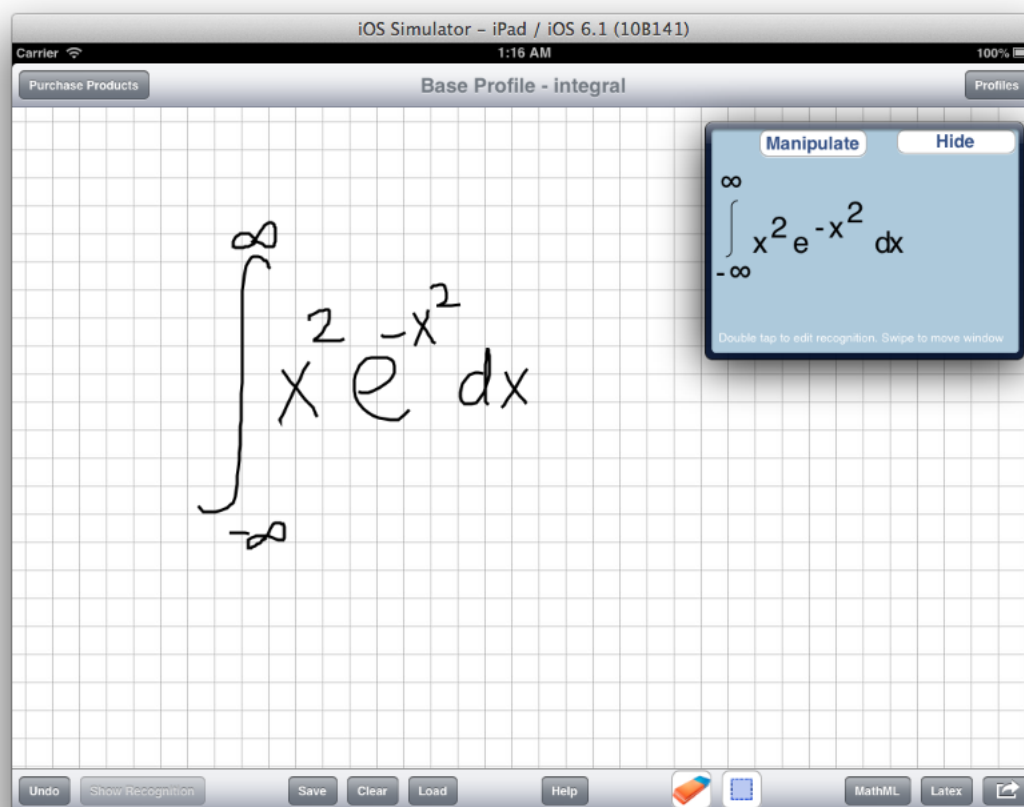 iOS Simulator – iPad / iOS 6.1 (10B141)
Carrier 1:16 AM 100%
Purchase Products Base Profile - integral Profiles
Manipulate Hide
∞
∫ x² e^-x² dx
-∞
Double tap to edit recognition. Swipe to move window
∞
∫ x² e^-x² dx
-∞
Undo Show Recognition Save Clear Load Help MathML Latex